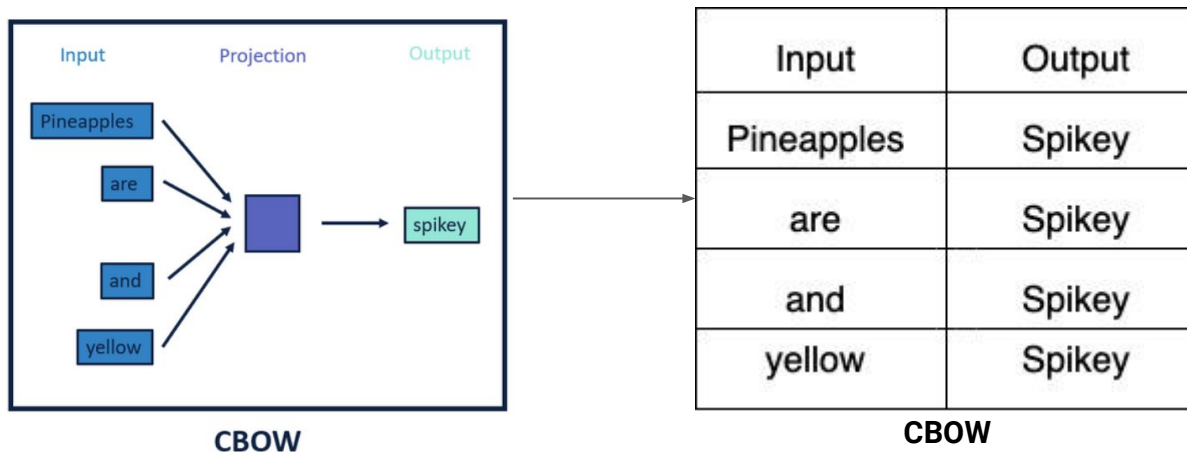 Input Projection Output
Pineapples
are
spikey
and
yellow
CBOW
Input Output
Pineapples Spikey
are Spikey
and Spikey
yellow Spikey
CBOW